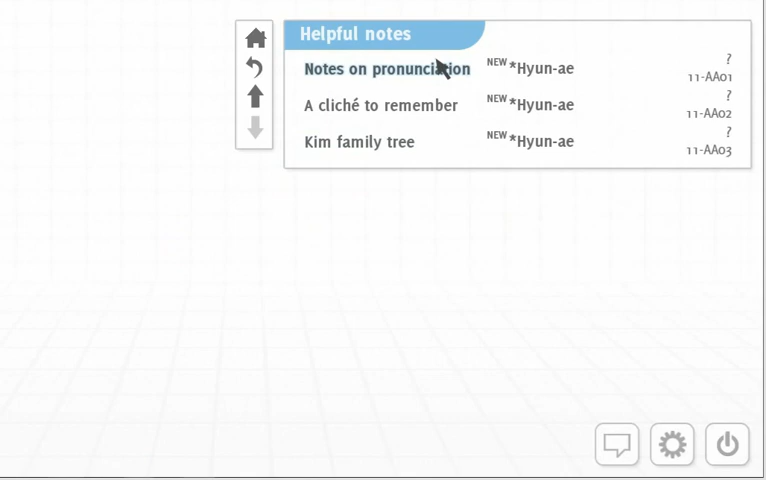 Helpful notes
Notes on pronunciation NEW *Hyun-ae ?
11-AA01
A cliché to remember NEW *Hyun-ae ?
11-AA02
Kim family tree NEW *Hyun-ae ?
11-AA03